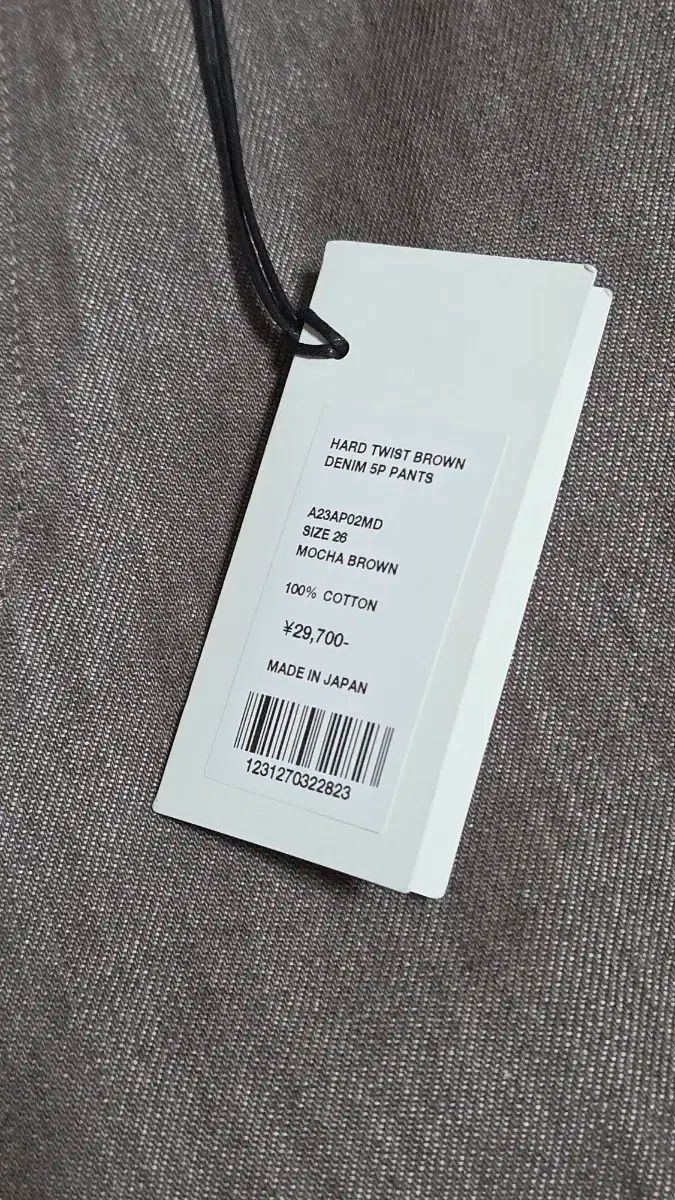 HARD TWIST BROWN
DENIM 5P PANTS
A23AP02MD
SIZE 26
MOCHA BROWN
100% COTTON
¥29,700-
MADE IN JAPAN
1231270322823